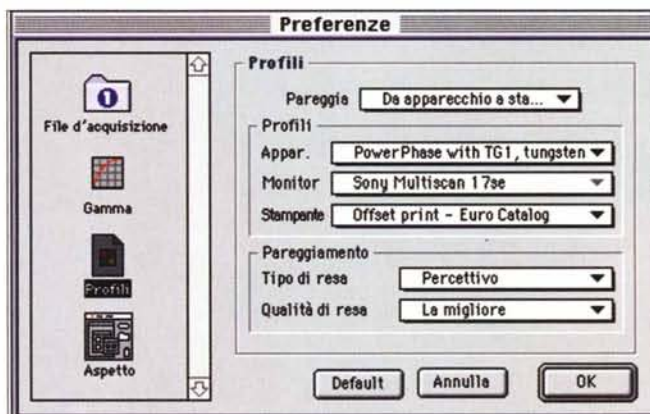 Preferenze
File d'acquisizione
Gamma
Profili
Aspetto
Profili
Pareggia Da apparecchio a sta...
Profili
Appar. PowerPhase with TG1, tungsten
Monitor Sony Multiscan 17se
Stampante Offset print - Euro Catalog
Pareggiamento
Tipo di resa Percettivo
Qualità di resa La migliore
Default Annulla OK